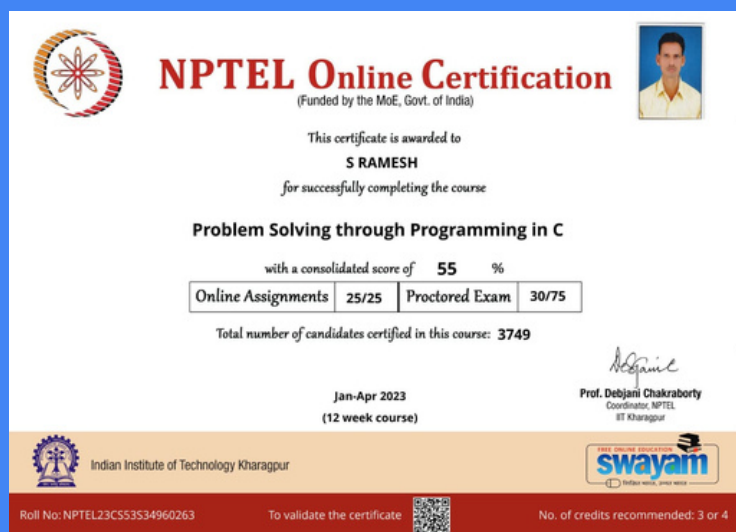 NPTEL Online Certification
(Funded by the MoE, Govt. of India)
This certificate is awarded to
S RAMESH
for successfully completing the course
Problem Solving through Programming in C
with a consolidated score of 55 %
Online Assignments 25/25 Proctored Exam 30/75
Total number of candidates certified in this course: 3749
Jan-Apr 2023
(12 week course)
Prof. Debjani Chakraborty
Coordinator, NPTEL
IIT Kharagpur
Indian Institute of Technology Kharagpur
FREE ONLINE EDUCATION
swayam
Roll No: NPTEL23CS53S34960263
To validate the certificate
No. of credits recommended: 3 or 4